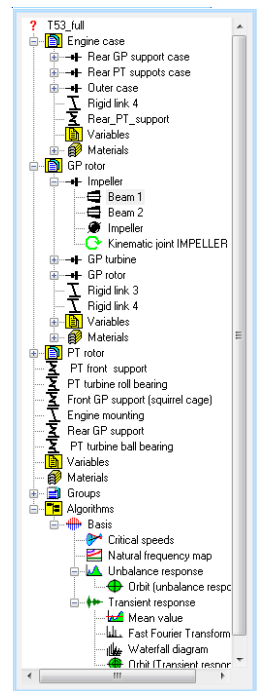 ? T53_full
Engine case
Rear GP support case
Rear PT suppots case
Outer case
Rigid link 4
Rear_PT_support
Variables
Materials
GP rotor
Impeller
Beam 1
Beam 2
Impeller
Kinematic joint IMPELLER
GP turbine
GP rotor
Rigid link 3
Rigid link 4
Variables
Materials
PT rotor
PT front support
PT turbine roll bearing
Front GP support (squirrel cage)
Engine mounting
Rear GP support
PT turbine ball bearing
Variables
Materials
Groups
Algorithms
Basis
Critical speeds
Natural frequency map
Unbalance response
Orbit (unbalance respc
Transient response
Mean value
Fast Fourier Transform
Waterfall diagram
Orbit (Transient respor